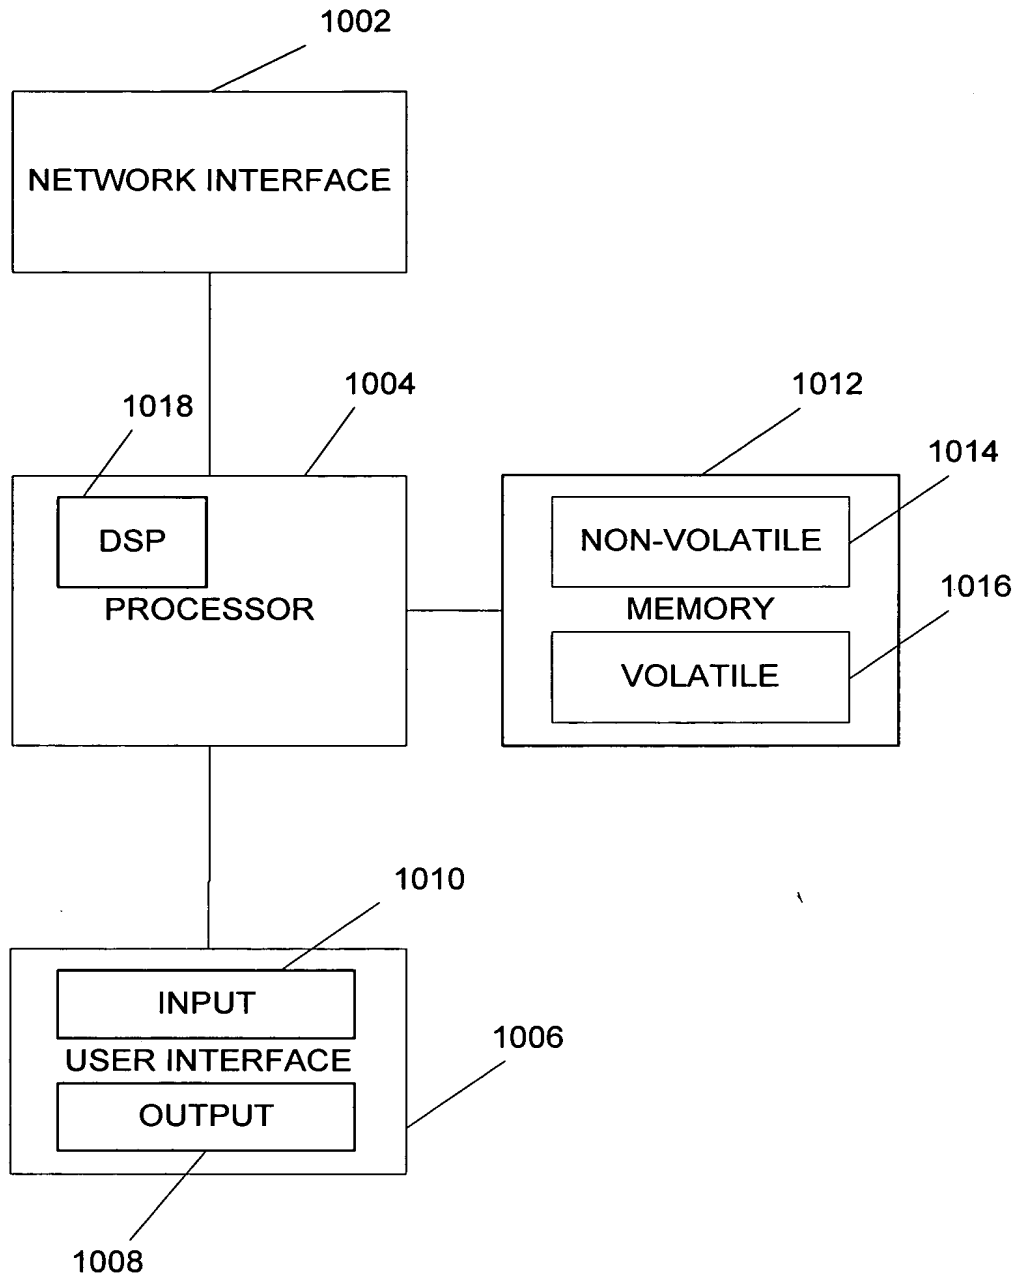 1002
NETWORK INTERFACE
1004
1018
1012
1014
DSP
NON-VOLATILE
PROCESSOR
MEMORY
1016
VOLATILE
1010
INPUT
1006
USER INTERFACE
OUTPUT
1008